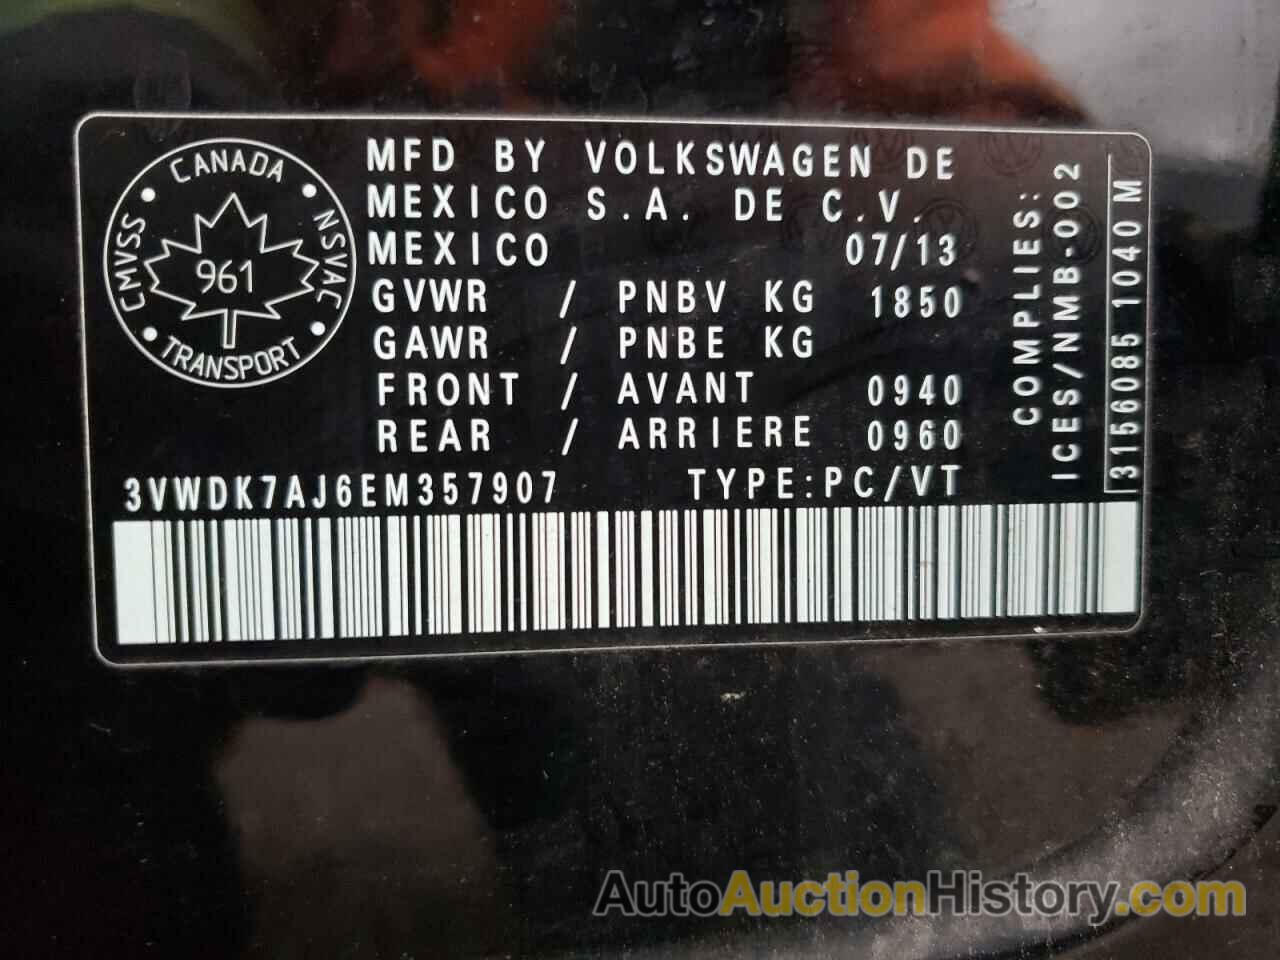 CANADA
CMVSS
NSVAC
961
TRANSPORT
MFD BY VOLKSWAGEN DE
MEXICO S.A. DE C.V.
MEXICO 07/13
GVWR / PNBV KG 1850
GAWR / PNBE KG
FRONT / AVANT 0940
REAR / ARRIERE 0960
3VWDK7AJ6EM357907 TYPE:PC/VT
COMPLIES:
ICES/NMB-002
3156085 1040 M
AutoAuctionHistory.com